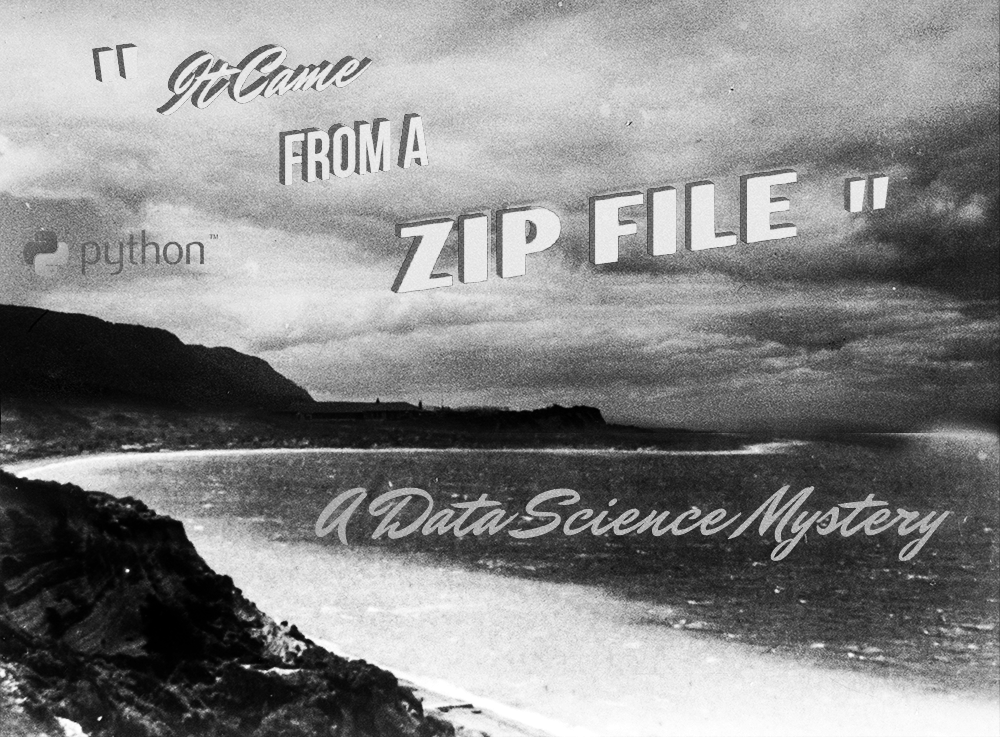 " It Came
FROM A
ZIP FILE "
python™
A Data Science Mystery